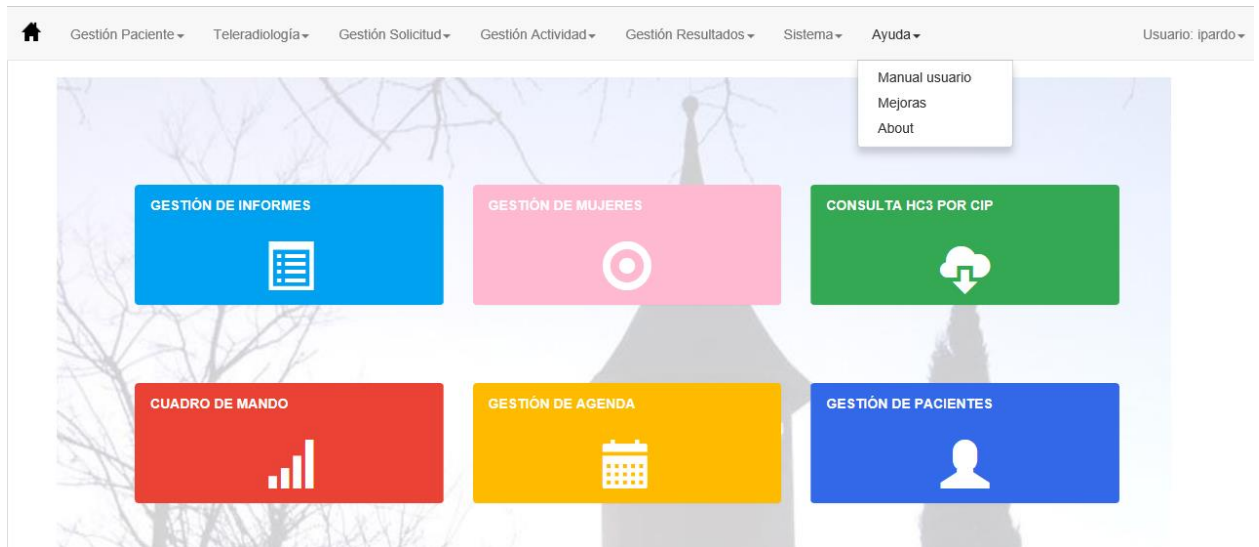 Gestión Paciente Teleradiología Gestión Solicitud Gestión Actividad Gestión Resultados Sistema Ayuda Usuario: ipardo
Manual usuario
Mejoras
About
GESTIÓN DE INFORMES
GESTIÓN DE MUJERES
CONSULTA HC3 POR CIP
CUADRO DE MANDO
GESTIÓN DE AGENDA
GESTIÓN DE PACIENTES